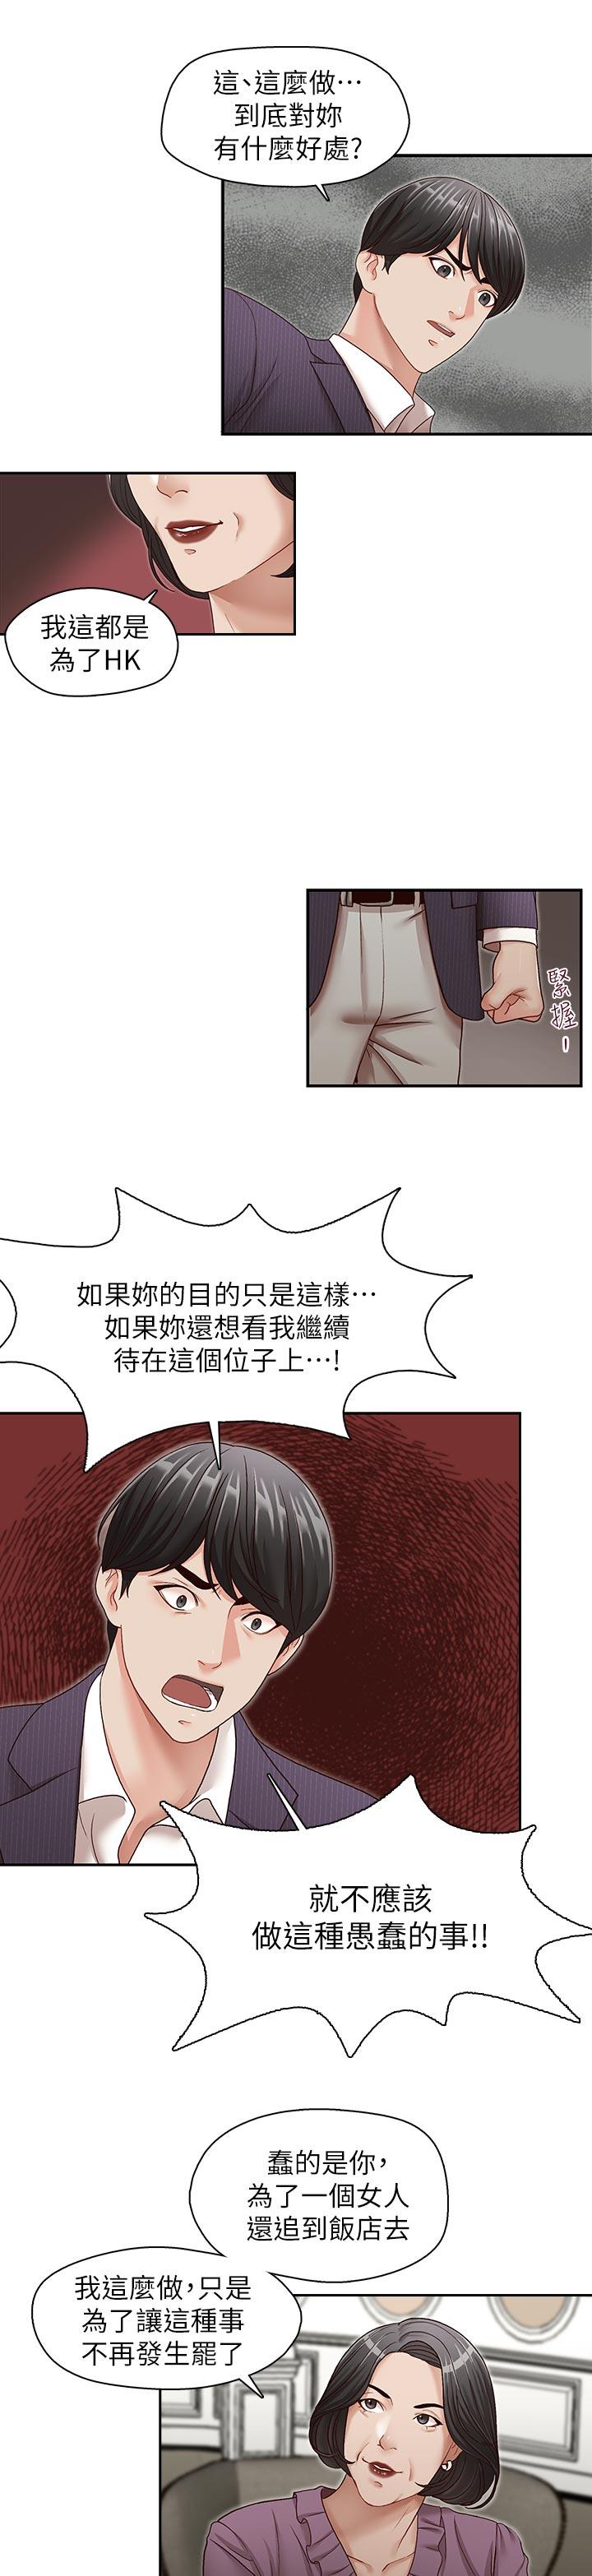 這、這麼做⋯
到底對妳
有什麼好處?
我這都是
為了HK
緊握
如果妳的目的只是這樣⋯
如果妳還想看我繼續
待在這個位子上⋯!
就不應該
做這種愚蠢的事!!
蠢的是你,
為了一個女人
還追到飯店去
我這麼做,只是
為了讓這種事
不再發生罷了